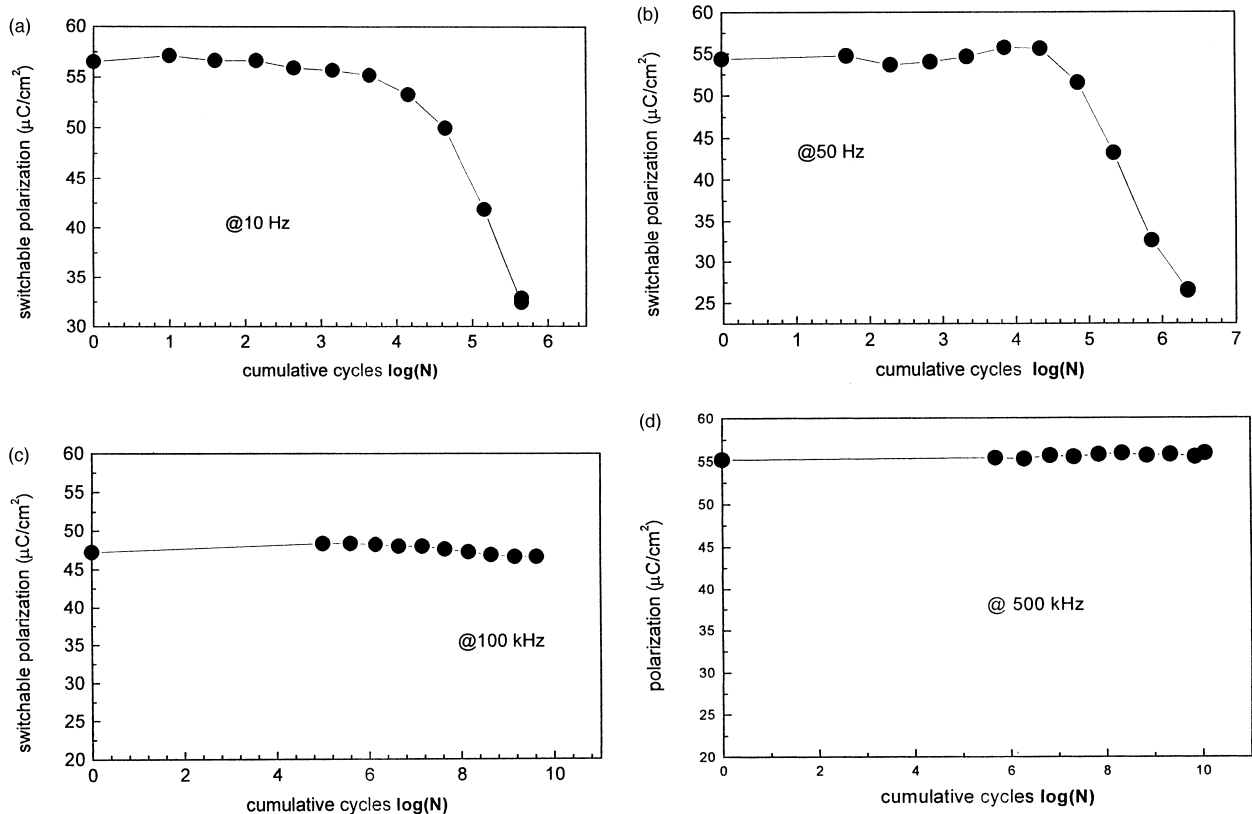 (a)
60
55
50
45
40
35
30
switchable polarization (μC/cm²)
@10 Hz
0 1 2 3 4 5 6
cumulative cycles log(N)
(b)
60
55
50
45
40
35
30
25
switchable polarization (μC/cm²)
@50 Hz
0 1 2 3 4 5 6 7
cumulative cycles log(N)
(c)
60
55
50
45
40
35
30
25
20
switchable polarization (μC/cm²)
@100 kHz
0 2 4 6 8 10
cumulative cycles log(N)
(d)
60
55
50
45
40
35
30
25
20
polarization (μC/cm²)
@ 500 kHz
0 2 4 6 8 10
cumulative cycles log(N)